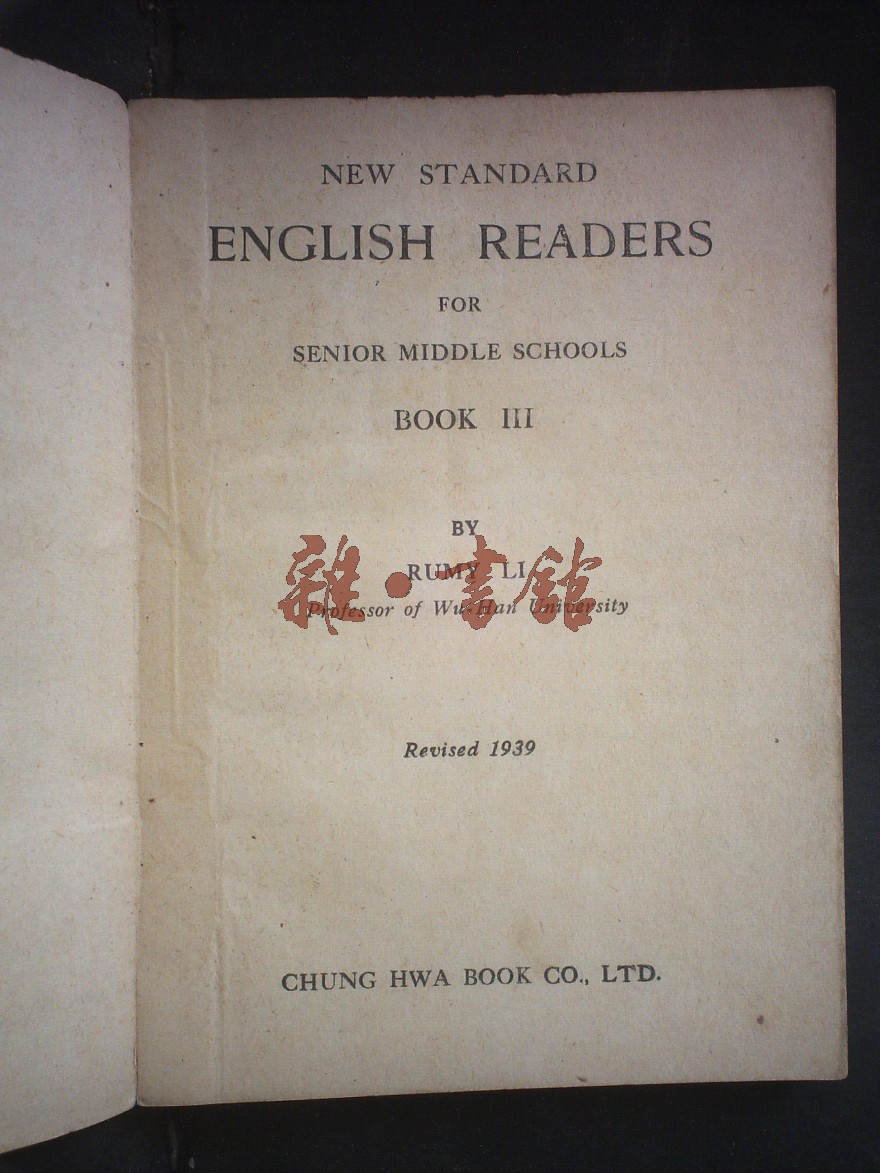 NEW STANDARD
ENGLISH READERS
FOR
SENIOR MIDDLE SCHOOLS
BOOK III
BY
RUMY LI
Professor of Wu-Han University
雜·書館
Revised 1939
CHUNG HWA BOOK CO., LTD.